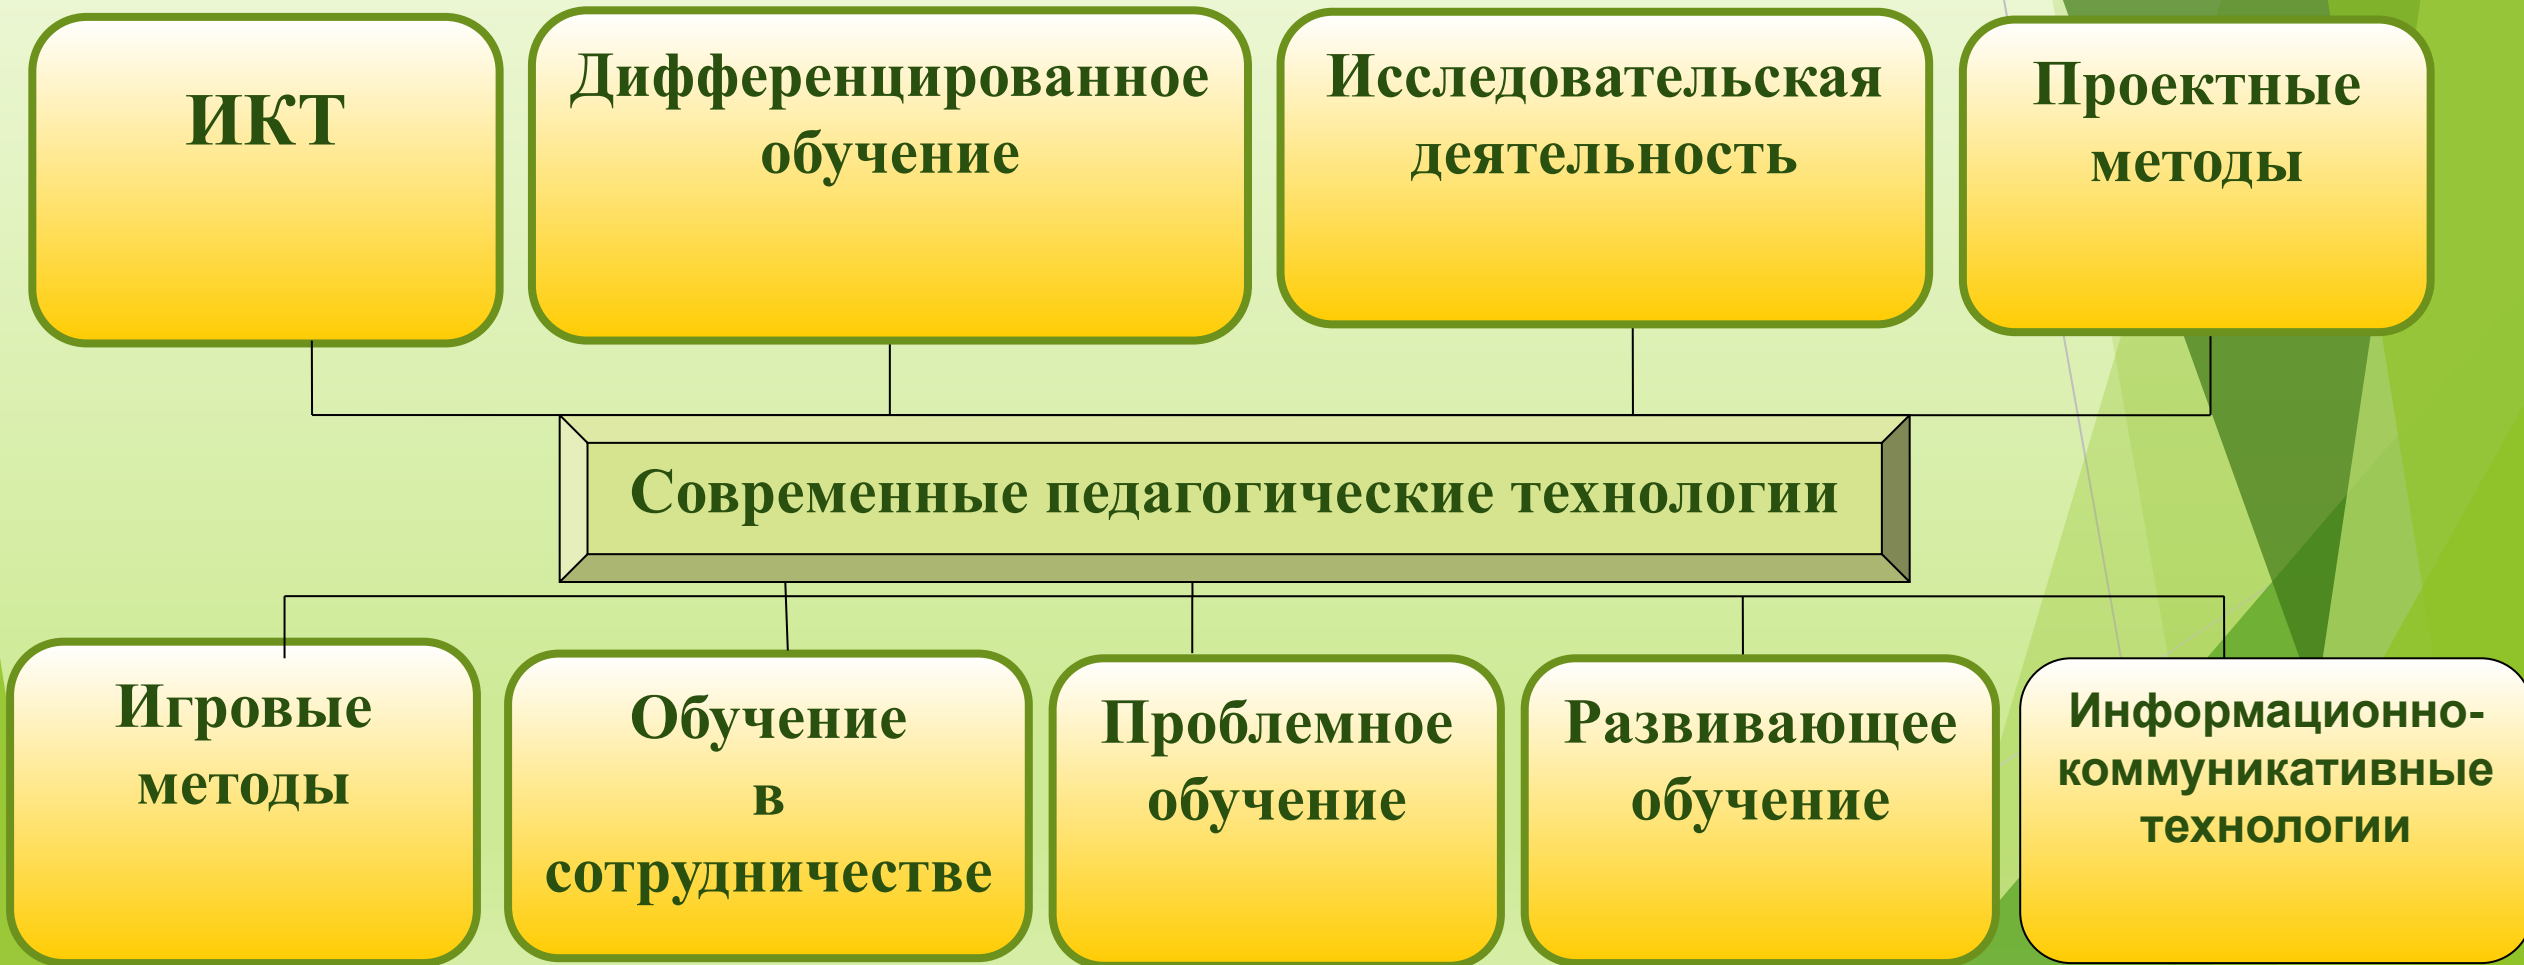 ИКТ
Дифференцированное
обучение
Исследовательская
деятельность
Проектные
методы
Современные педагогические технологии
Игровые
методы
Обучение
в
сотрудничестве
Проблемное
обучение
Развивающее
обучение
Информационно-
коммуникативные
технологии